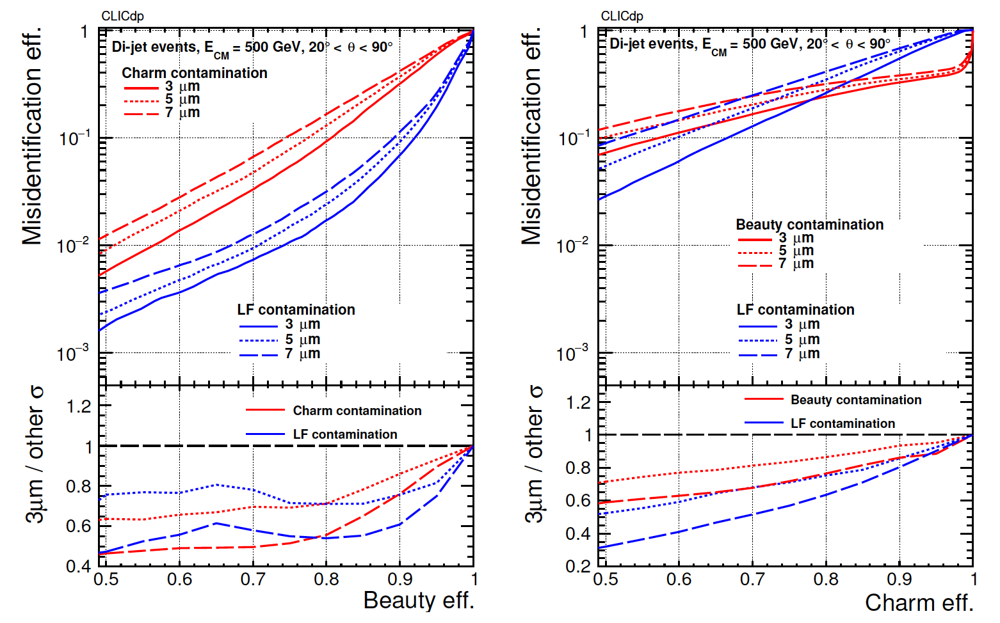 CLICdp
Misidentification eff.
1
10⁻¹
10⁻²
10⁻³
Di-jet events, E_CM = 500 GeV, 20° < θ < 90°
Charm contamination
3 μm
5 μm
7 μm
LF contamination
3 μm
5 μm
7 μm
3μm / other σ
1.2
1
0.8
0.6
0.4
Charm contamination
LF contamination
0.5 0.6 0.7 0.8 0.9 1
Beauty eff.
CLICdp
Misidentification eff.
1
10⁻¹
10⁻²
10⁻³
Di-jet events, E_CM = 500 GeV, 20° < θ < 90°
Beauty contamination
3 μm
5 μm
7 μm
LF contamination
3 μm
5 μm
7 μm
3μm / other σ
1.2
1
0.8
0.6
0.4
0.2
Beauty contamination
LF contamination
0.5 0.6 0.7 0.8 0.9 1
Charm eff.